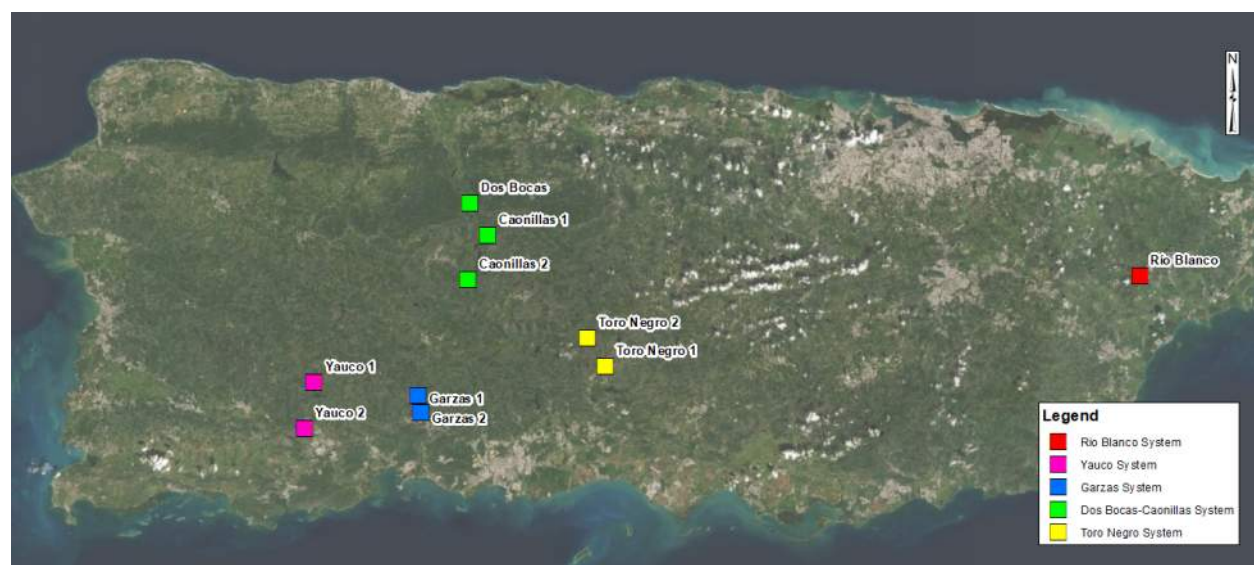 N
Dos Bocas
Caonillas 1
Caonillas 2
Rio Blanco
Toro Negro 2
Toro Negro 1
Yauco 1
Garzas 1
Yauco 2
Garzas 2
Legend
Rio Blanco System
Yauco System
Garzas System
Dos Bocas-Caonillas System
Toro Negro System